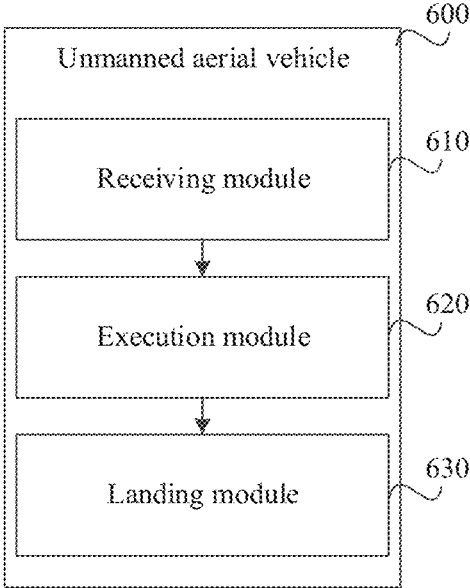 600
Unmanned aerial vehicle
610
Receiving module
620
Execution module
630
Landing module